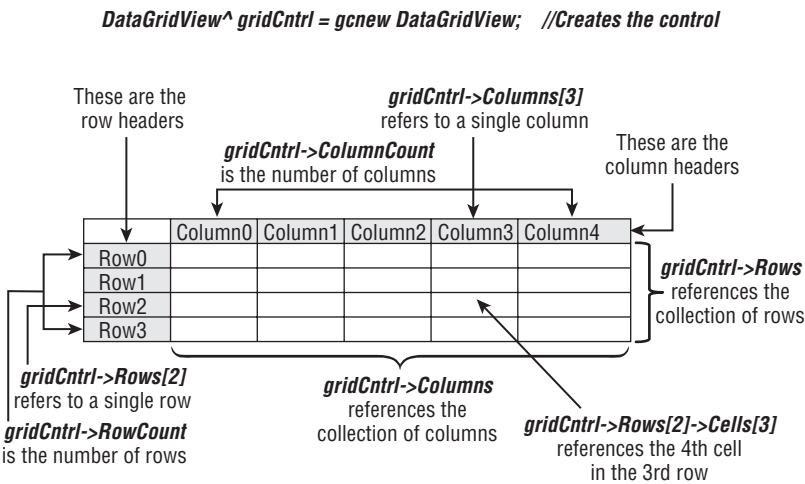 DataGridView^ gridCntrl = gcnew DataGridView;   //Creates the control
These are the
row headers
gridCntrl->Columns[3]
refers to a single column
gridCntrl->ColumnCount
is the number of columns
These are the
column headers
Column0 Column1 Column2 Column3 Column4
Row0
Row1
Row2
Row3
gridCntrl->Rows
references the
collection of rows
gridCntrl->Rows[2]
refers to a single row
gridCntrl->RowCount
is the number of rows
gridCntrl->Columns
references the
collection of columns
gridCntrl->Rows[2]->Cells[3]
references the 4th cell
in the 3rd row